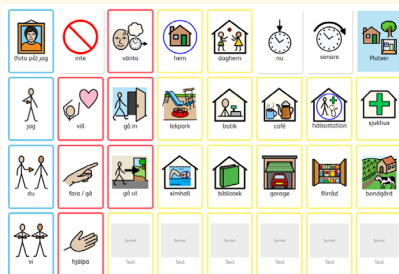 (foto på) jag
inte
vänta
hem
daghem
nu
senare
Platser
jag
vill
gå in
lekpark
butik
café
hälsostation
sjukhus
du
fara / gå
gå ut
simhall
bibliotek
garage
förråd
bondgård
vi
hjälpa
Symbol
Text
Symbol
Text
Symbol
Text
Symbol
Text
Symbol
Text
Symbol
Text